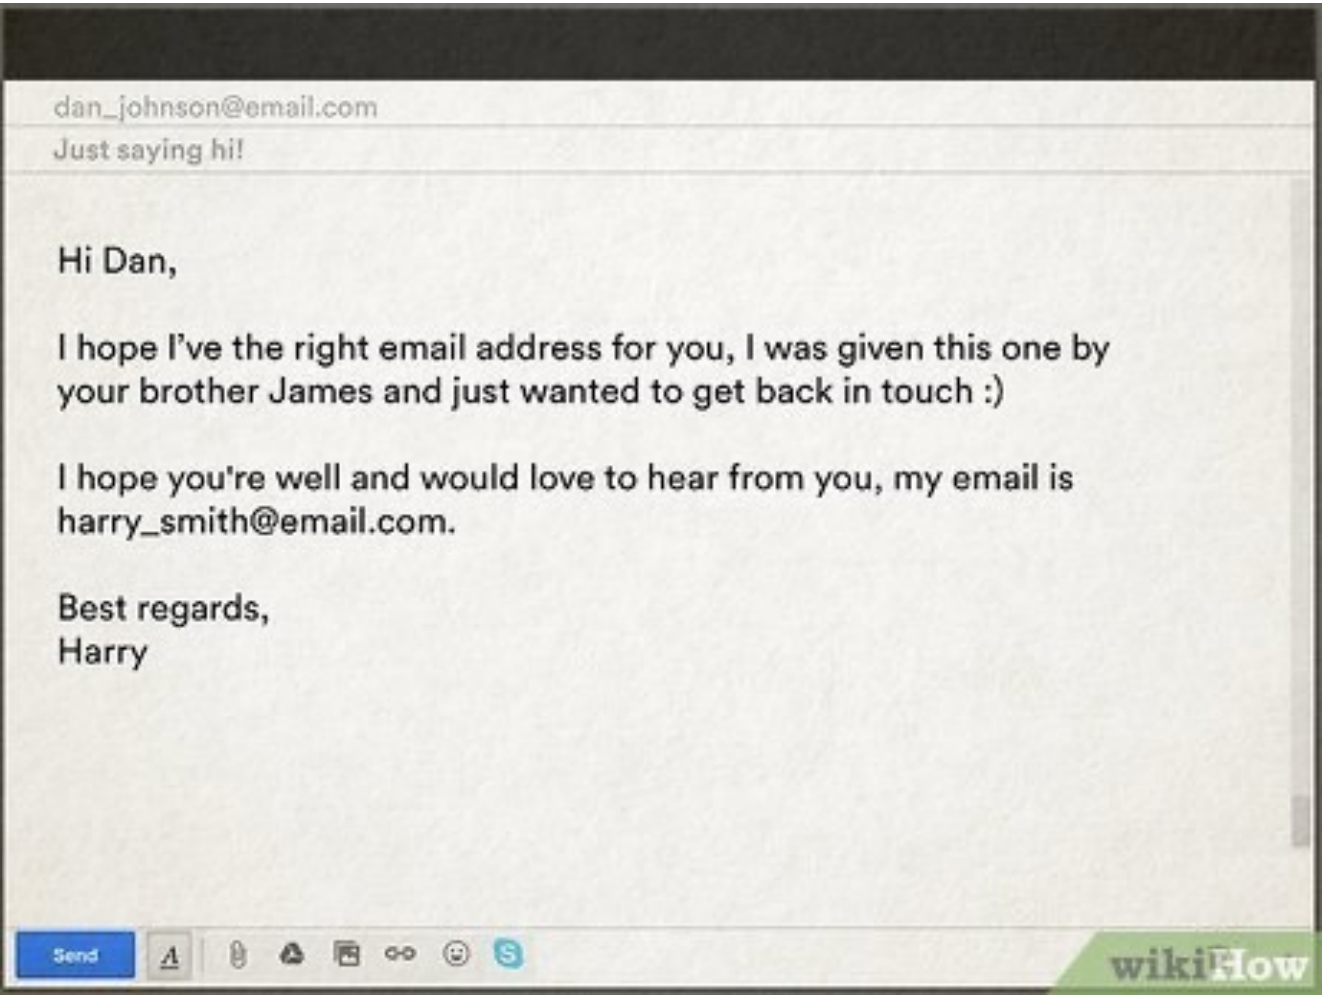 dan_johnson@email.com
Just saying hi!
Hi Dan,
I hope I've the right email address for you, I was given this one by
your brother James and just wanted to get back in touch :)
I hope you're well and would love to hear from you, my email is
harry_smith@email.com.
Best regards,
Harry
Send
A
S
wikiHow